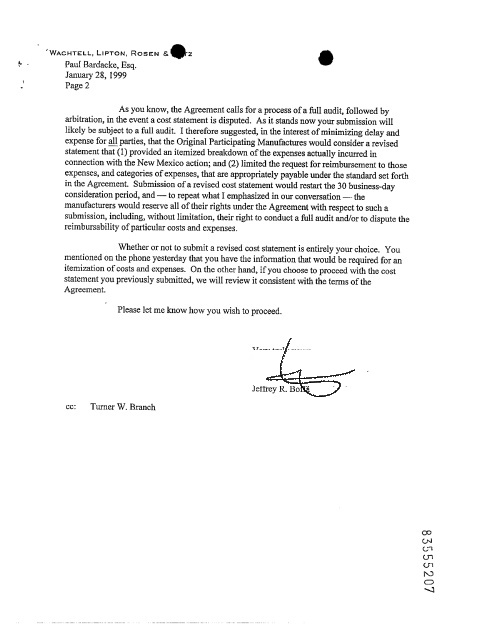 WACHTELL, LIPTON, ROSEN & TZ
Paul Bardacke, Esq.
January 28, 1999
Page 2
As you know, the Agreement calls for a process of a full audit, followed by
arbitration, in the event a cost statement is disputed. As it stands now your submission will
likely be subject to a full audit. I therefore suggested, in the interest of minimizing delay and
expense for all parties, that the Original Participating Manufactures would consider a revised
statement that (1) provided an itemized breakdown of the expenses actually incurred in
connection with the New Mexico action; and (2) limited the request for reimbursement to those
expenses, and categories of expenses, that are appropriately payable under the standard set forth
in the Agreement. Submission of a revised cost statement would restart the 30 business-day
consideration period, and — to repeat what I emphasized in our conversation — the
manufacturers would reserve all of their rights under the Agreement with respect to such a
submission, including, without limitation, their right to conduct a full audit and/or to dispute the
reimbursability of particular costs and expenses.
Whether or not to submit a revised cost statement is entirely your choice. You
mentioned on the phone yesterday that you have the information that would be required for an
itemization of costs and expenses. On the other hand, if you choose to proceed with the cost
statement you previously submitted, we will review it consistent with the terms of the
Agreement.
Please let me know how you wish to proceed.
Jeffrey R.
cc: Turner W. Branch
83555207